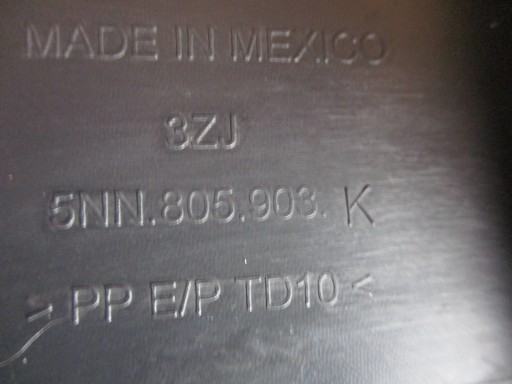 MADE IN MEXICO
3ZJ
5NN.805.903. K
>PP E/P TD10<